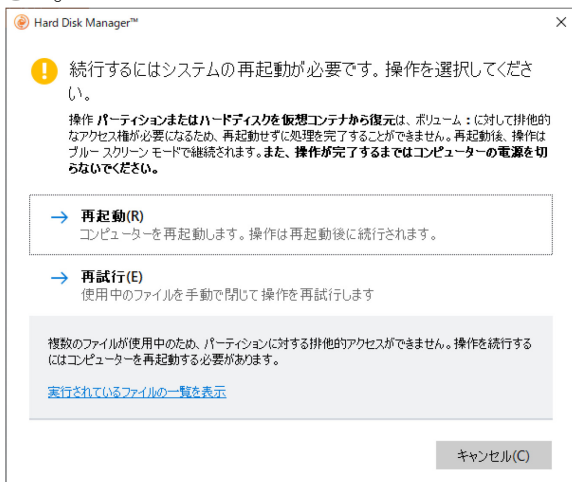 Hard Disk Manager™
続行するにはシステムの再起動が必要です。操作を選択してくださ
い。
操作 パーティションまたはハードディスクを仮想コンテナから復元は、ボリューム : に対して排他的
なアクセス権が必要になるため、再起動せずに処理を完了することができません。再起動後、操作は
ブルー スクリーン モードで継続されます。また、操作が完了するまではコンピューターの電源を切
らないでください。
再起動(R)
コンピューターを再起動します。操作は再起動後に続行されます。
再試行(E)
使用中のファイルを手動で閉じて操作を再試行します
複数のファイルが使用中のため、パーティションに対する排他的アクセスができません。操作を続行する
にはコンピューターを再起動する必要があります。
実行されているファイルの一覧を表示
キャンセル(C)